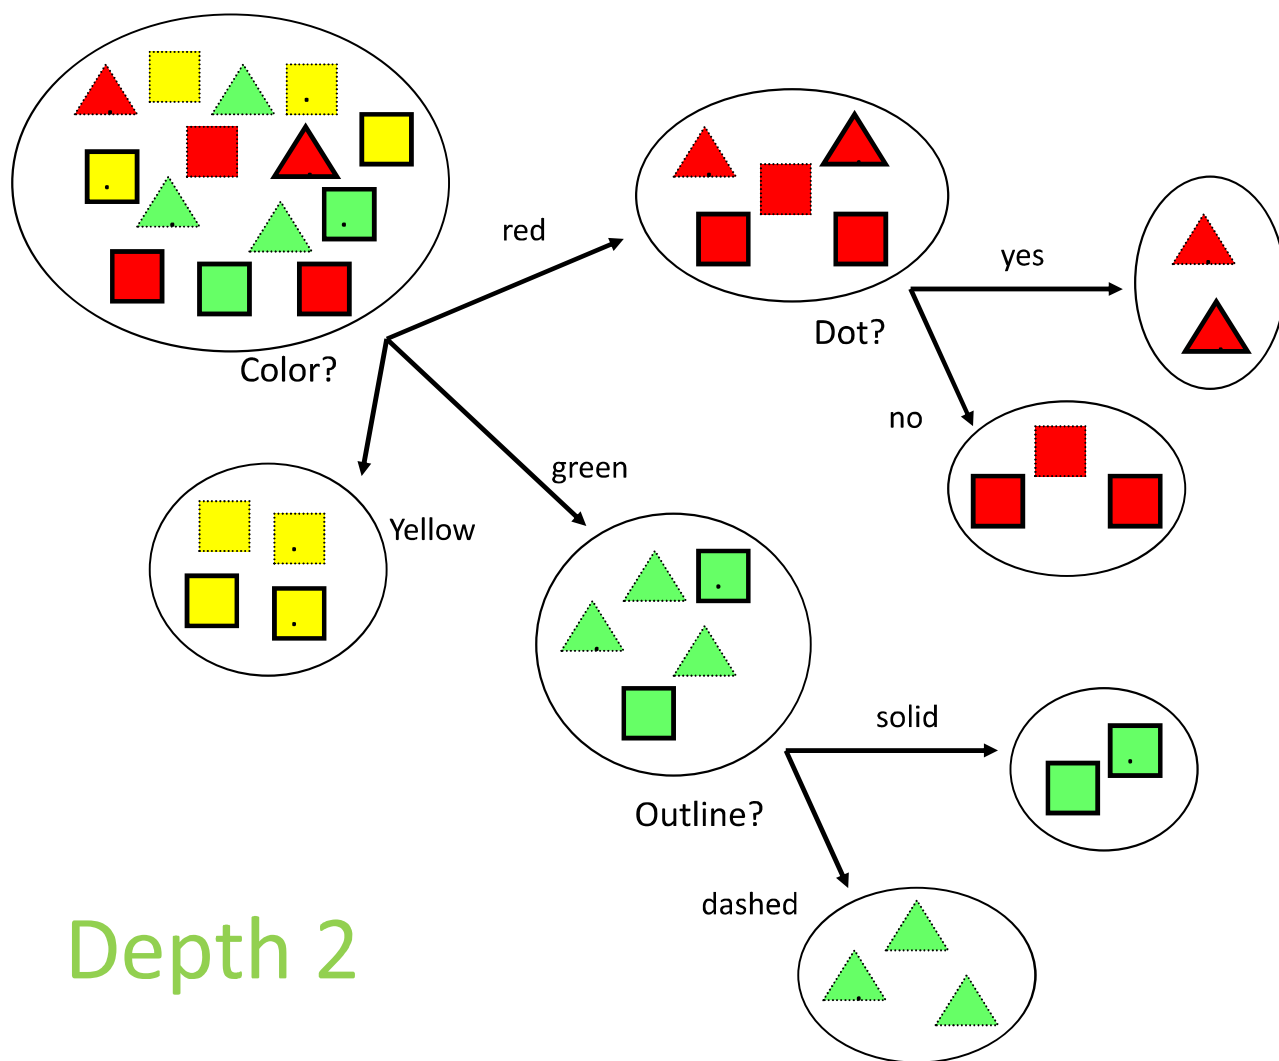 red
yes
Dot?
Color?
no
green
Yellow
solid
Outline?
dashed
Depth 2